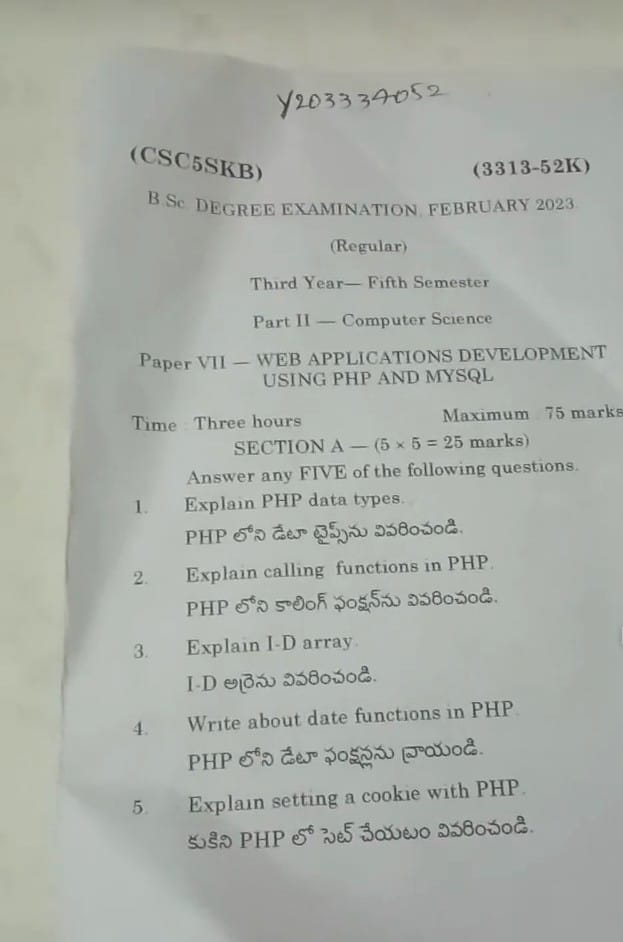 Y203334052
(CSC5SKB) (3313-52K)
B.Sc. DEGREE EXAMINATION, FEBRUARY 2023.
(Regular)
Third Year— Fifth Semester
Part II — Computer Science
Paper VII — WEB APPLICATIONS DEVELOPMENT
USING PHP AND MYSQL
Time : Three hours Maximum : 75 marks
SECTION A — (5 × 5 = 25 marks)
Answer any FIVE of the following questions.
1. Explain PHP data types.
PHP లోని డేటా టైప్స్‌ను వివరించండి.
2. Explain calling functions in PHP.
PHP లోని కాలింగ్ ఫంక్షన్‌ను వివరించండి.
3. Explain I-D array.
I-D అర్రెను వివరించండి.
4. Write about date functions in PHP.
PHP లోని డేటా ఫంక్షన్లను వ్రాయండి.
5. Explain setting a cookie with PHP.
కుకీని PHP లో సెట్ చేయటం వివరించండి.